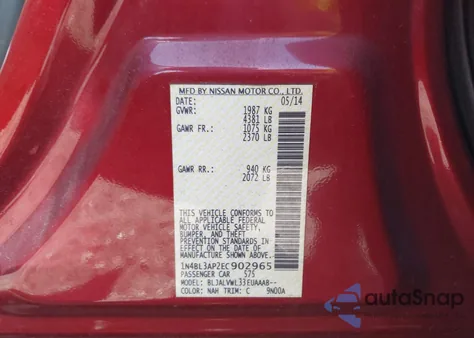 MFD BY NISSAN MOTOR CO., LTD.
DATE: 05/14
GVWR: 1987 KG
4381 LB
GAWR FR.: 1075 KG
2370 LB
GAWR RR.: 940 KG
2072 LB
THIS VEHICLE CONFORMS TO
ALL APPLICABLE FEDERAL
MOTOR VEHICLE SAFETY,
BUMPER, AND THEFT
PREVENTION STANDARDS IN
EFFECT ON THE DATE OF
MANUFACTURE SHOWN ABOVE.
1N4BL3AP2EC902965
PASSENGER CAR 575
MODEL: BLJALVWL33EUAAAB--
COLOR: NAH TRIM: C 9N00A
autoSnap